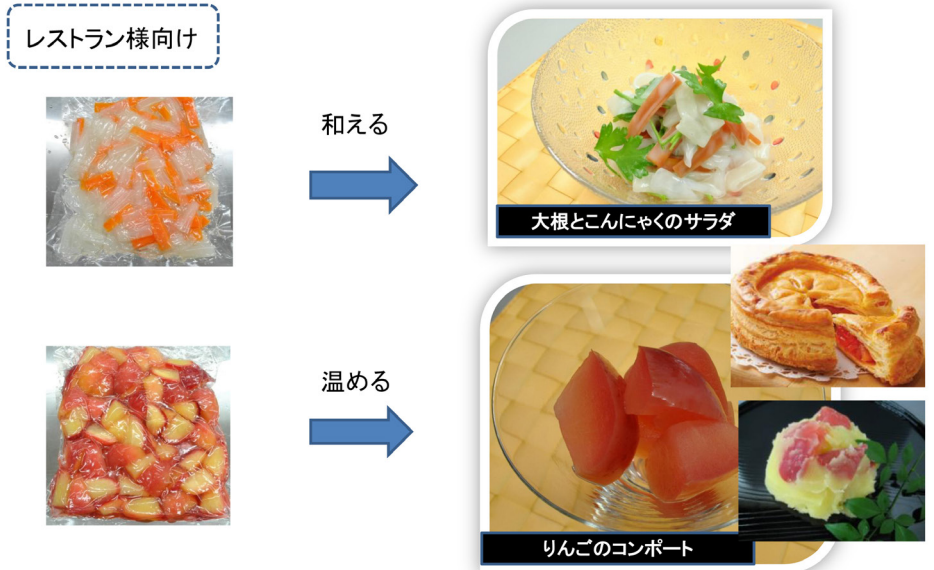 レストラン様向け
和える
大根とこんにゃくのサラダ
温める
りんごのコンポート